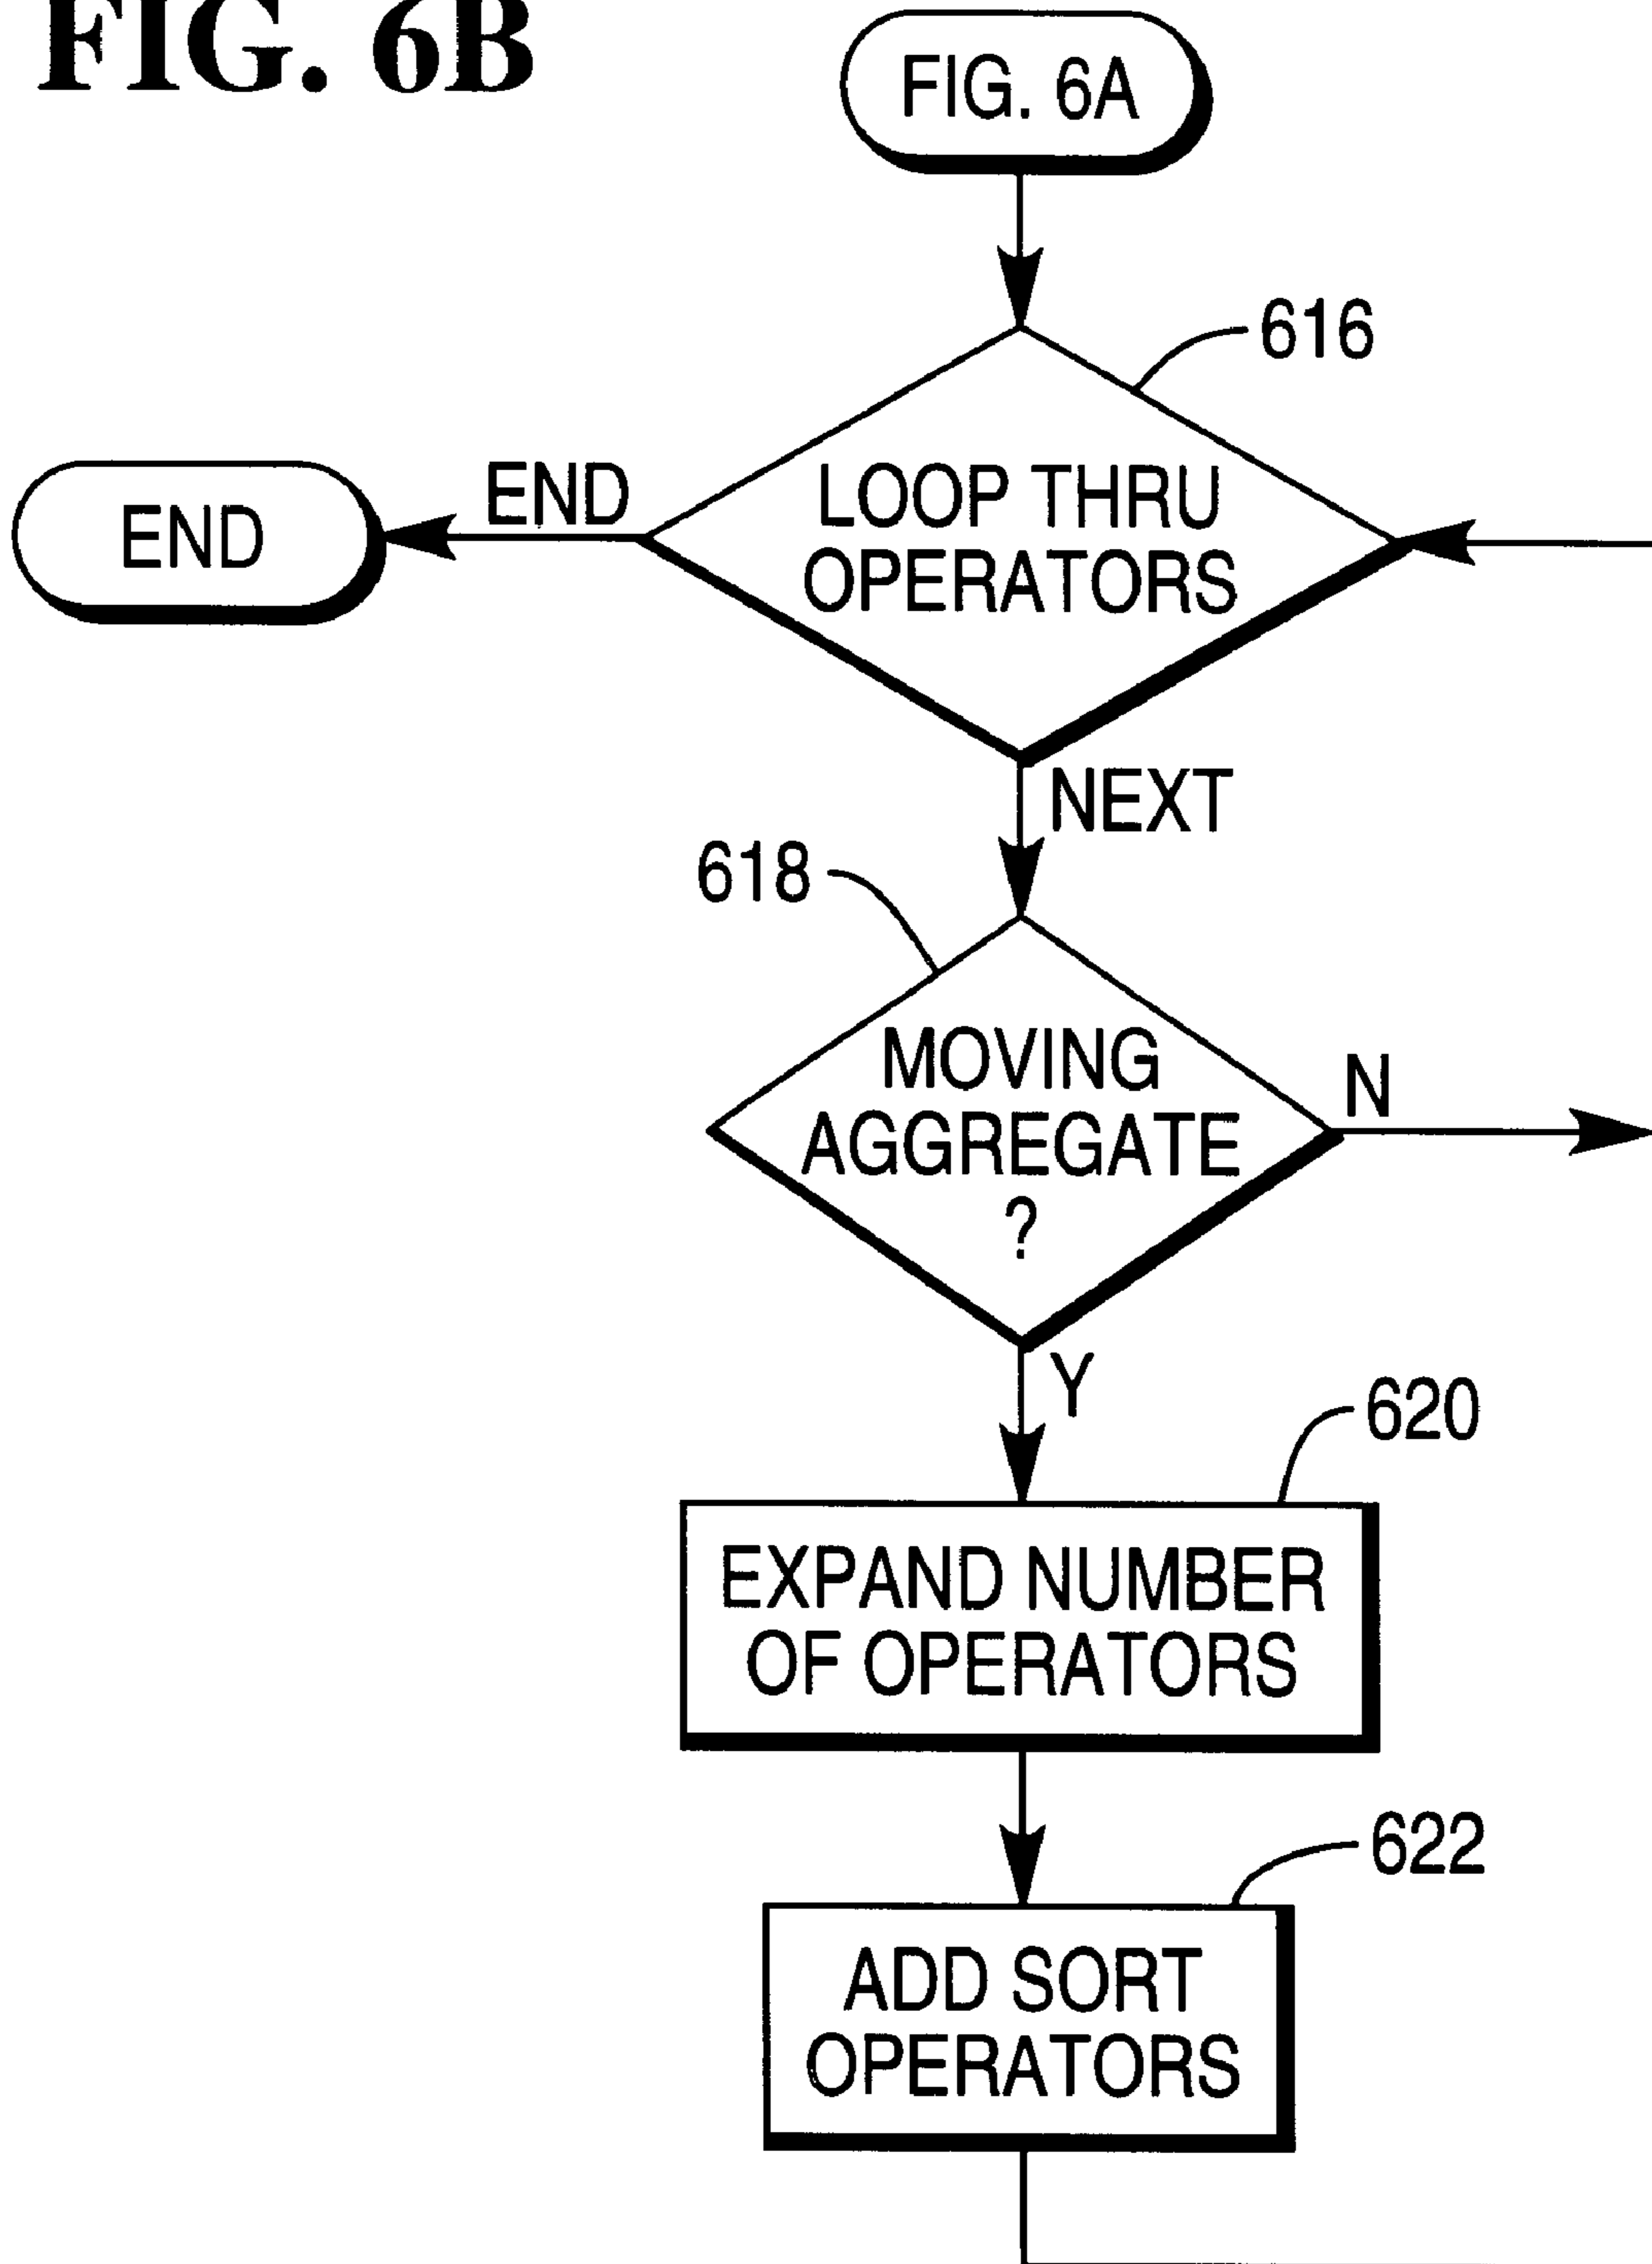 FIG. 6B
FIG. 6A
616
LOOP THRU
OPERATORS
END
END
NEXT
618
MOVING
AGGREGATE
?
N
Y
620
EXPAND NUMBER
OF OPERATORS
622
ADD SORT
OPERATORS